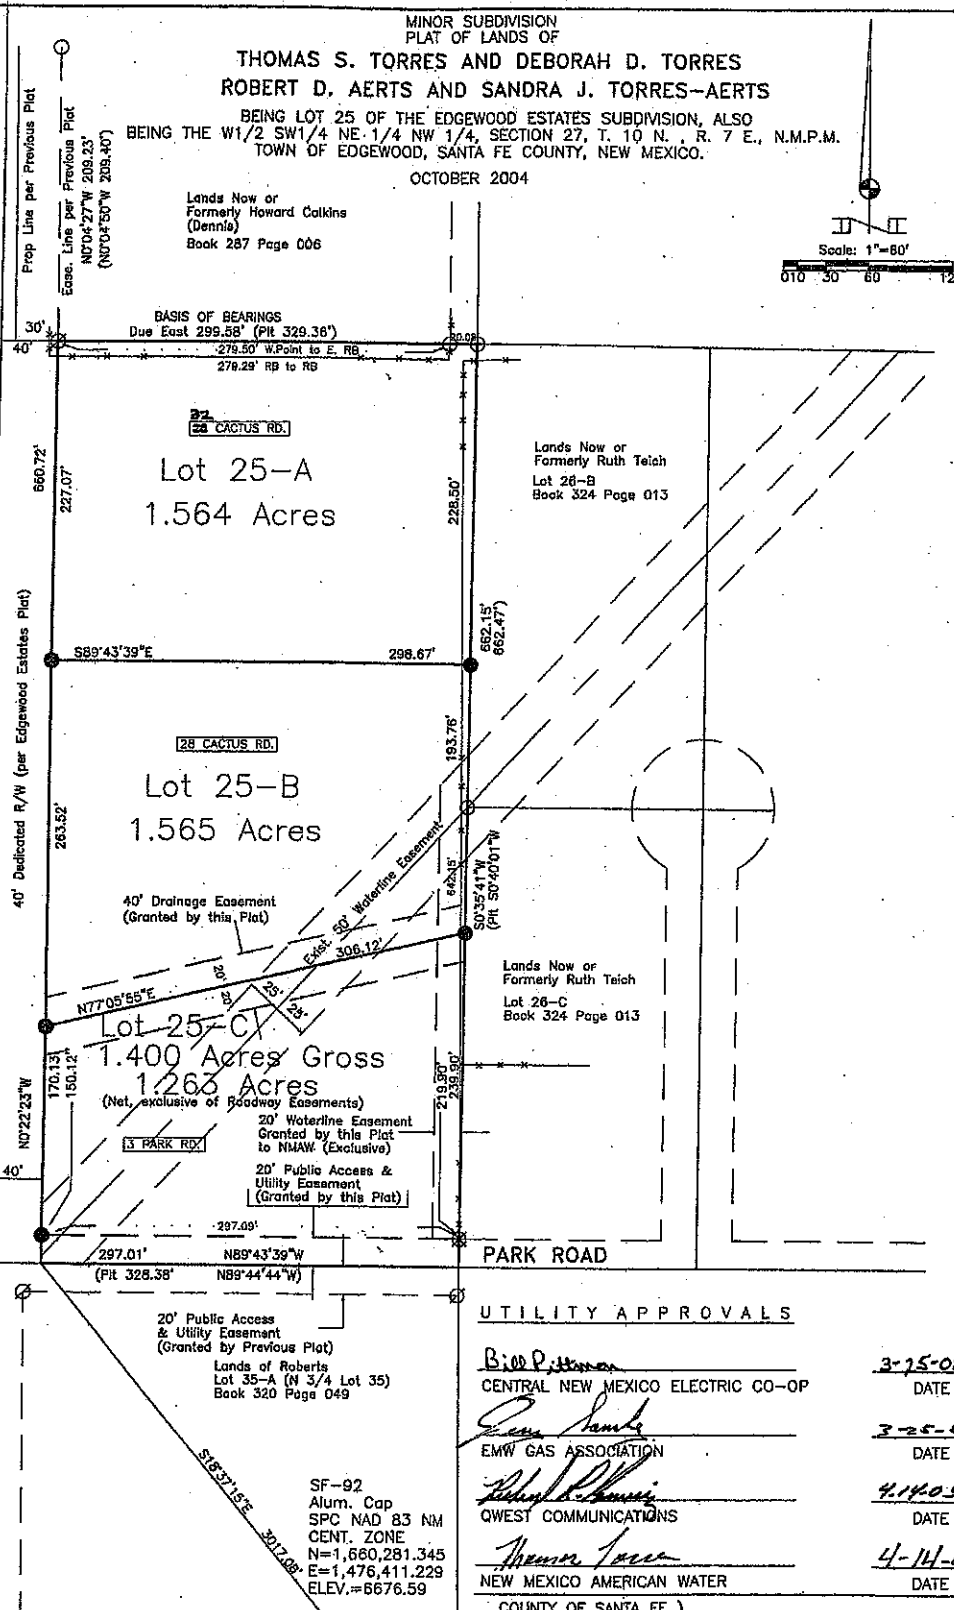 MINOR SUBDIVISION
PLAT OF LANDS OF
THOMAS S. TORRES AND DEBORAH D. TORRES
ROBERT D. AERTS AND SANDRA J. TORRES-AERTS
BEING LOT 25 OF THE EDGEWOOD ESTATES SUBDIVISION, ALSO
BEING THE W1/2 SW1/4 NE 1/4 NW 1/4, SECTION 27, T. 10 N. , R. 7 E., N.M.P.M.
TOWN OF EDGEWOOD, SANTA FE COUNTY, NEW MEXICO.
OCTOBER 2004
Prop Line per Previous Plat
Ease. Line per Previous Plat
N0°04'27"W 209.23'
(N0°04'50"W 209.40')
Lands Now or
Formerly Howard Calkins
(Dennis)
Book 287 Page 006
Scale: 1"=60'
010 30 60
BASIS OF BEARINGS
Due East 299.58' (Plt 329.36')
30'
40'
279.50' W.Point to E. RB
279.29' RB to RB
32
28 CACTUS RD.
Lot 25-A
1.564 Acres
660.72'
227.07'
228.50'
Lands Now or
Formerly Ruth Teich
Lot 26-B
Book 324 Page 013
S89°43'39"E
298.67'
662.15'
662.47')
40' Dedicated R/W (per Edgewood Estates Plat)
28 CACTUS RD.
Lot 25-B
1.565 Acres
263.52'
193.76'
642.15'
S0°35'41"W
(Plt S0°40'01"W
Exist. 50' Waterline Easement
40' Drainage Easement
(Granted by this Plat)
306.12'
N77°05'55"E
20'
20'
25'
25'
Lands Now or
Formerly Ruth Teich
Lot 26-C
Book 324 Page 013
Lot 25-C
1.400 Acres Gross
1.263 Acres
(Net, exclusive of Roadway Easements)
170.13'
150.12'
N0°22'23"W
3 PARK RD.
20' Waterline Easement
Granted by this Plat
to NMAW (Exclusive)
219.90'
239.90'
20' Public Access &
Utility Easement
(Granted by this Plat)
40'
297.09'
297.01' N89°43'39"W
(Plt 328.38' N89°44'44"W)
PARK ROAD
20' Public Access
& Utility Easement
(Granted by Previous Plat)
Lands of Roberts
Lot 35-A (N 3/4 Lot 35)
Book 320 Page 049
S18°37'15"E 3017.08'
SF-92
Alum. Cap
SPC NAD 83 NM
CENT. ZONE
N=1,660,281.345
E=1,476,411.229
ELEV.=6676.59
UTILITY APPROVALS
Bill Pittman
CENTRAL NEW MEXICO ELECTRIC CO-OP DATE
EMW GAS ASSOCIATION DATE
QWEST COMMUNICATIONS DATE
NEW MEXICO AMERICAN WATER DATE
COUNTY OF SANTA FE )